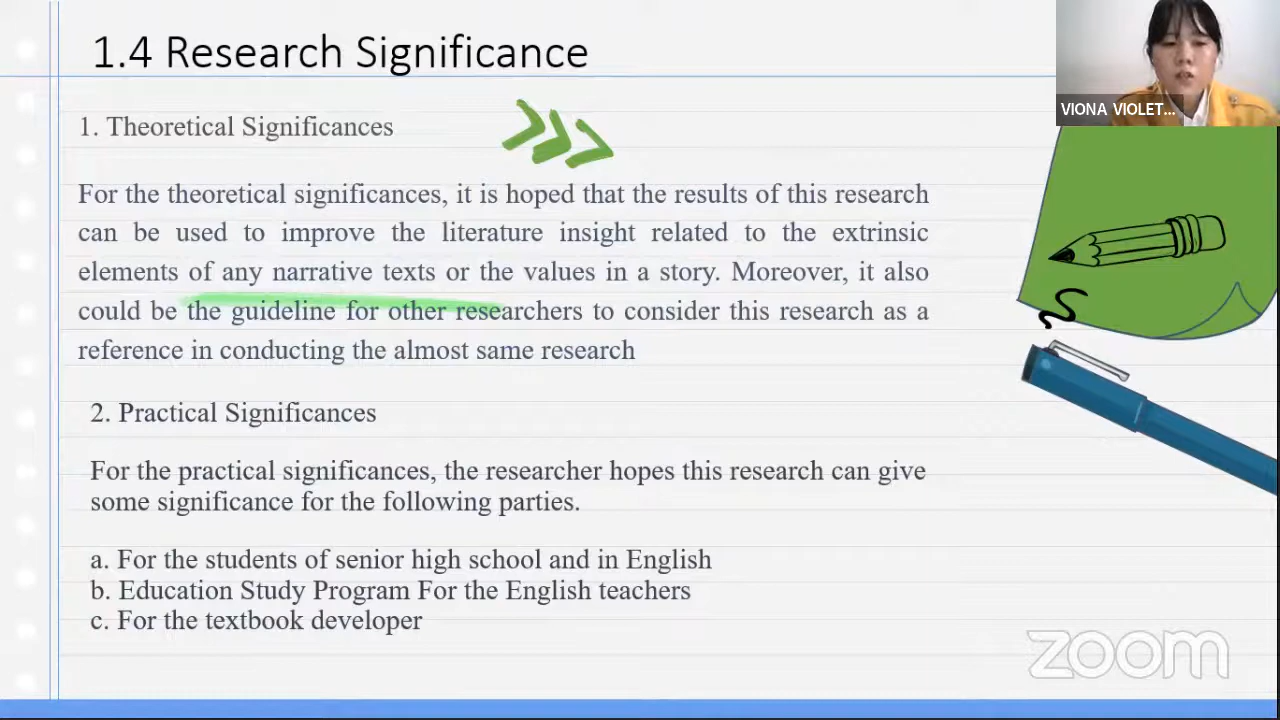 1.4 Research Significance
VIONA VIOLET...
1. Theoretical Significances
For the theoretical significances, it is hoped that the results of this research
can be used to improve the literature insight related to the extrinsic
elements of any narrative texts or the values in a story. Moreover, it also
could be the guideline for other researchers to consider this research as a
reference in conducting the almost same research
2. Practical Significances
For the practical significances, the researcher hopes this research can give
some significance for the following parties.
a. For the students of senior high school and in English
b. Education Study Program For the English teachers
c. For the textbook developer
zoom